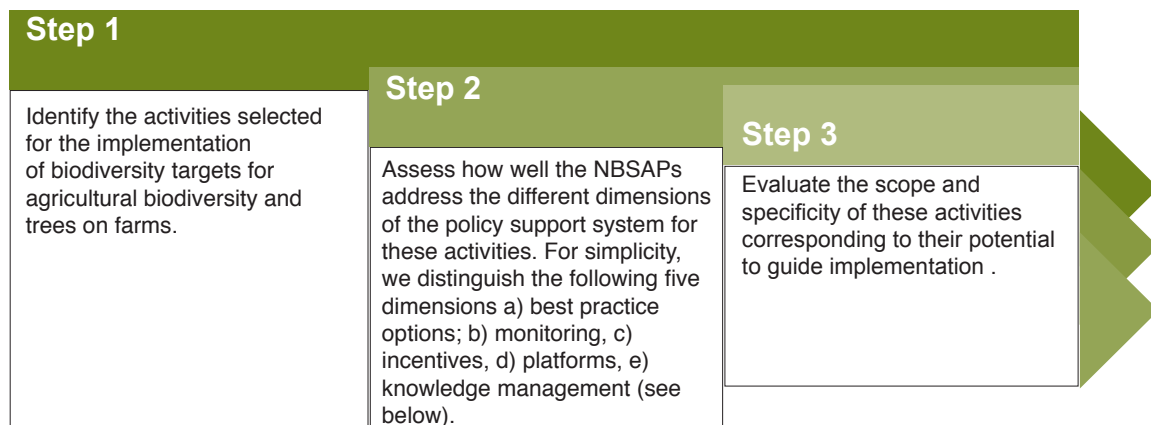 Step 1
Identify the activities selected
for the implementation
of biodiversity targets for
agricultural biodiversity and
trees on farms.
Step 2
Assess how well the NBSAPs
address the different dimensions
of the policy support system for
these activities. For simplicity,
we distinguish the following five
dimensions a) best practice
options; b) monitoring, c)
incentives, d) platforms, e)
knowledge management (see
below).
Step 3
Evaluate the scope and
specificity of these activities
corresponding to their potential
to guide implementation .